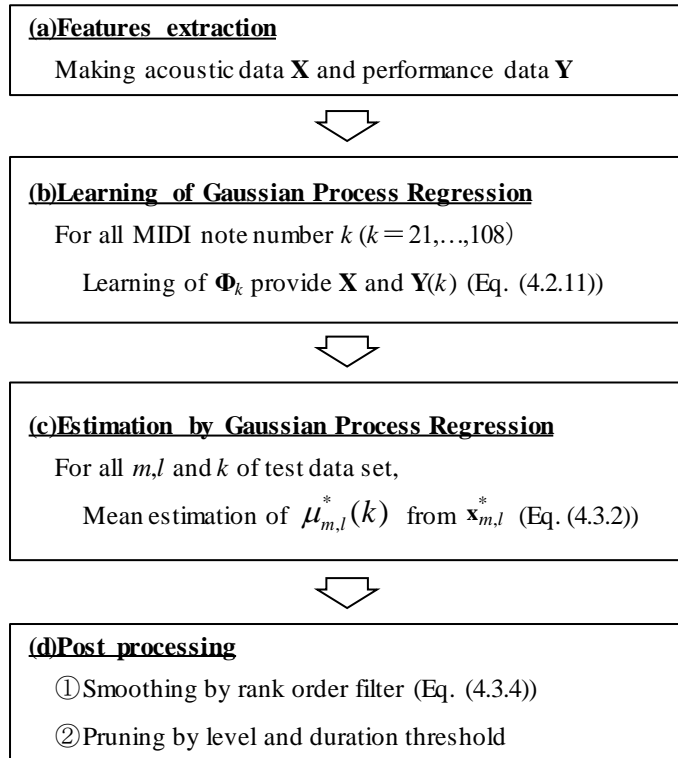 (a)Features extraction
Making acoustic data X and performance data Y
(b)Learning of Gaussian Process Regression
For all MIDI note number k (k＝21,…,108)
Learning of Φk provide X and Y(k) (Eq. (4.2.11))
(c)Estimation by Gaussian Process Regression
For all m,l and k of test data set,
Mean estimation of μ*m,l(k) from x*m,l (Eq. (4.3.2))
(d)Post processing
①Smoothing by rank order filter (Eq. (4.3.4))
②Pruning by level and duration threshold